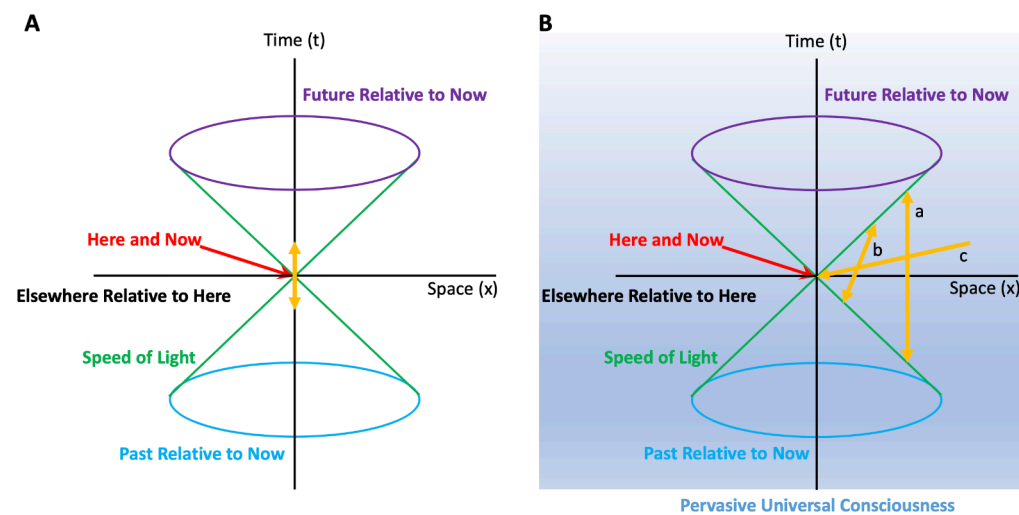 A
Time (t)
Future Relative to Now
Here and Now
Space (x)
Elsewhere Relative to Here
Speed of Light
Past Relative to Now
B
Time (t)
Future Relative to Now
a
Here and Now
b
c
Space (x)
Elsewhere Relative to Here
Speed of Light
Past Relative to Now
Pervasive Universal Consciousness